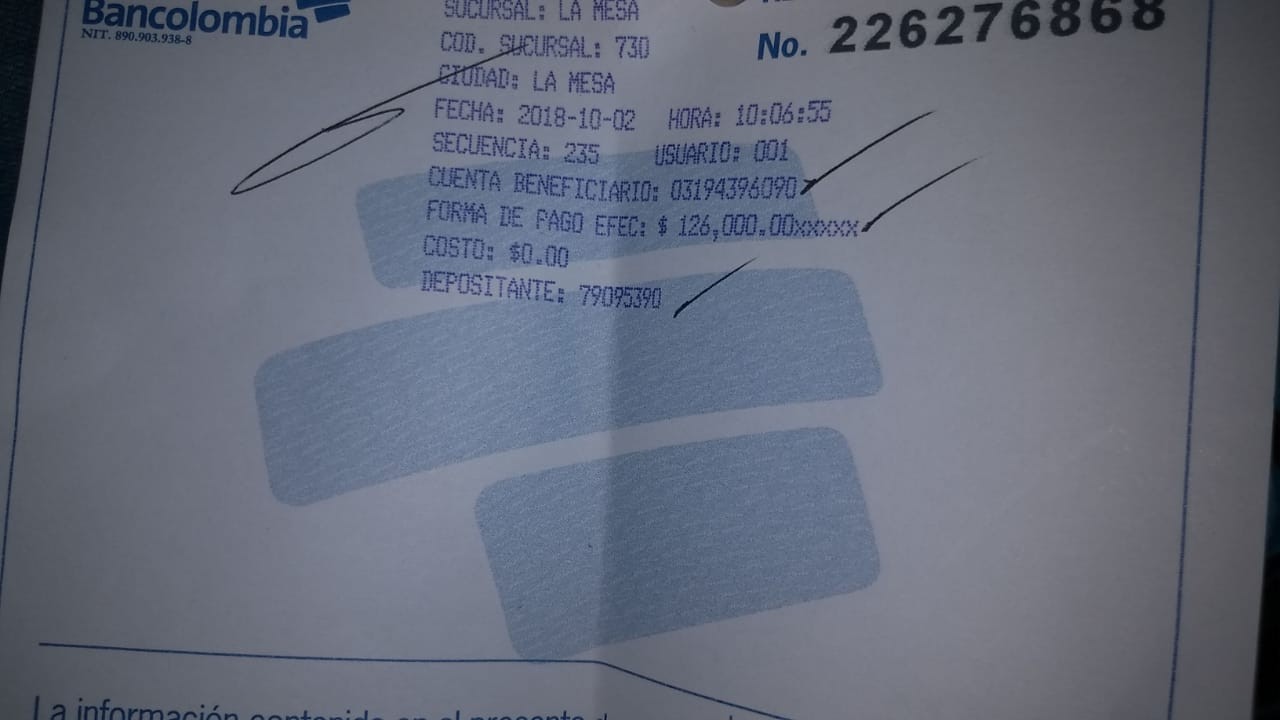 Bancolombia
NIT. 890.903.938-8
No. 226276868
SUCURSAL: LA MESA
COD. SUCURSAL: 730
CIUDAD: LA MESA
FECHA: 2018-10-02 HORA: 10:06:55
SECUENCIA: 235 USUARIO: 001
CUENTA BENEFICIARIO: 03194396090
FORMA DE PAGO EFEC: $ 126,000.00xxxxx
COSTO: $0.00
DEPOSITANTE: 79095390
La información contenida en el presente